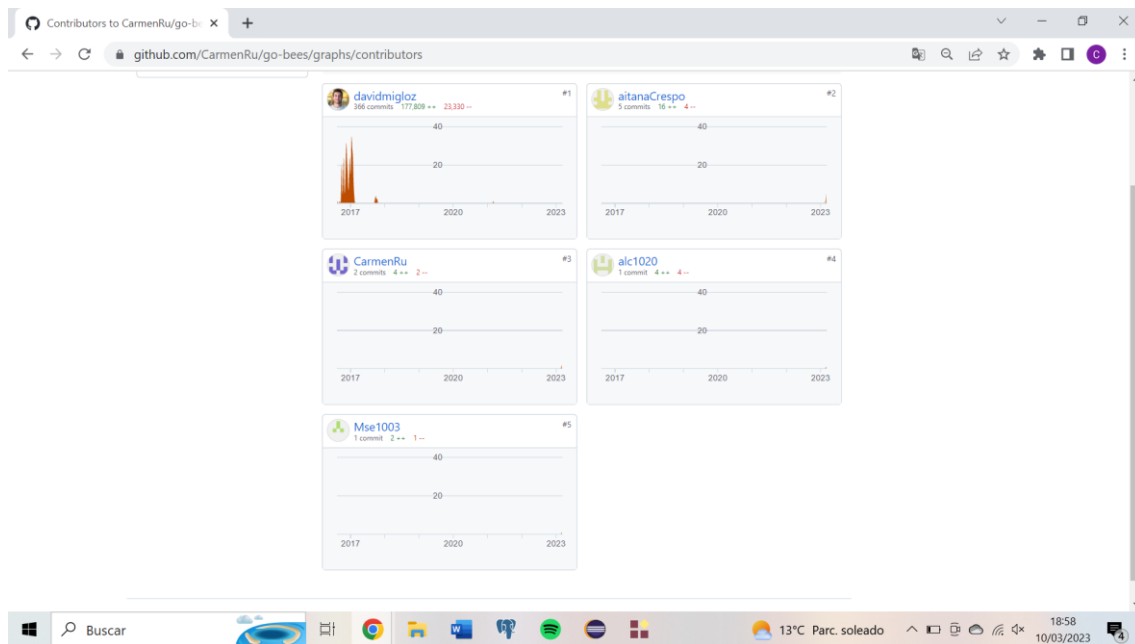 Contributors to CarmenRu/go-be
github.com/CarmenRu/go-bees/graphs/contributors
C
davidmigloz
#1
366 commits 177,809 ++ 23,330 --
40
20
2017 2020 2023
aitanaCrespo
#2
5 commits 16 ++ 4 --
40
20
2017 2020 2023
CarmenRu
#3
2 commits 4 ++ 2 --
40
20
2017 2020 2023
alc1020
#4
1 commit 4 ++ 4 --
40
20
2017 2020 2023
Mse1003
#5
1 commit 2 ++ 1 --
40
20
2017 2020 2023
Buscar
W
13°C Parc. soleado
18:58
10/03/2023